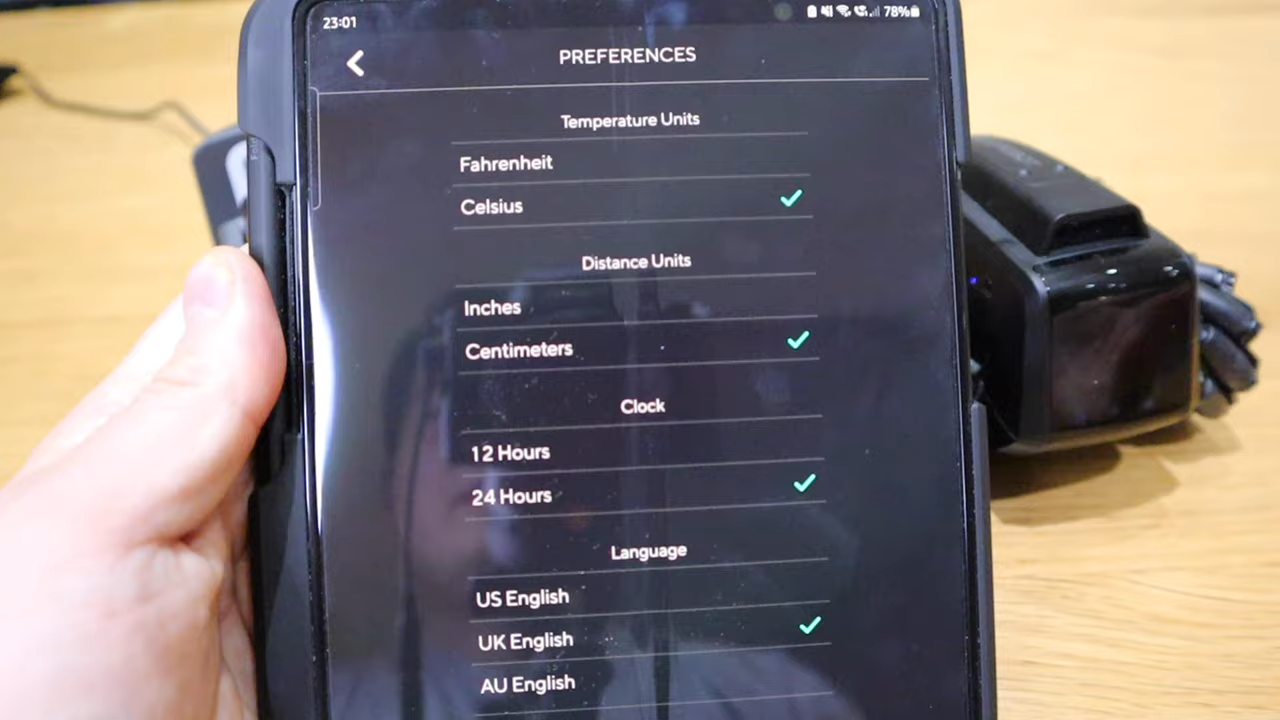 23:01
78%
PREFERENCES
Temperature Units
Fahrenheit
Celsius
Distance Units
Inches
Centimeters
Clock
12 Hours
24 Hours
Language
US English
UK English
AU English